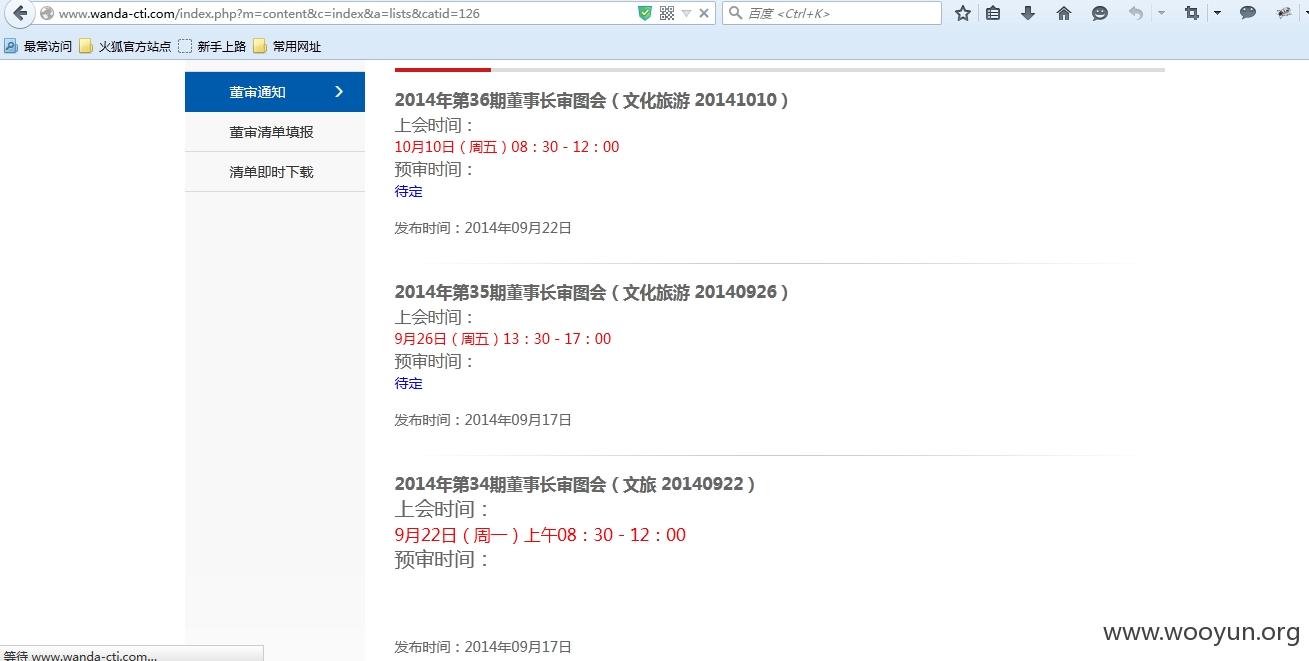 www.wanda-cti.com/index.php?m=content&c=index&a=lists&catid=126
百度 <Ctrl+K>
最常访问 火狐官方站点 新手上路 常用网址
董审通知
董审清单填报
清单即时下载
2014年第36期董事长审图会 ( 文化旅游 20141010 )
上会时间：
10月10日 ( 周五 ) 08：30 - 12：00
预审时间：
待定
发布时间：2014年09月22日
2014年第35期董事长审图会 ( 文化旅游 20140926 )
上会时间：
9月26日 ( 周五 ) 13：30 - 17：00
预审时间：
待定
发布时间：2014年09月17日
2014年第34期董事长审图会 ( 文旅 20140922 )
上会时间：
9月22日 ( 周一 ) 上午08：30 - 12：00
预审时间：
发布时间：2014年09月17日
www.wooyun.org
等待 www.wanda-cti.com...